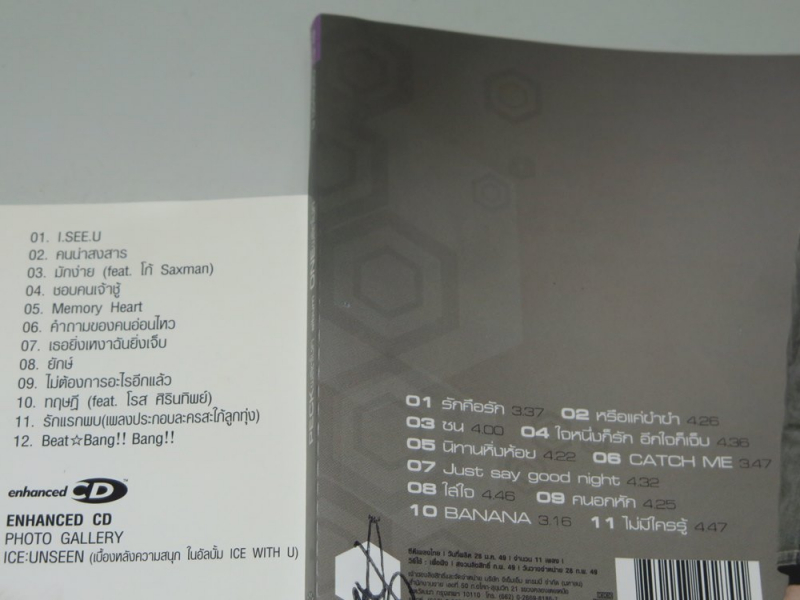 01. I.SEE.U
02. คนน่าสงสาร
03. มักง่าย (feat. โก้ Saxman)
04. ชอบคนเจ้าชู้
05. Memory Heart
06. คำถามของคนอ่อนไหว
07. เธอยิ่งเหงาฉันยิ่งเจ็บ
08. ยักษ์
09. ไม่ต้องการอะไรอีกแล้ว
10. ทฤษฎี (feat. โรส ศิรินทิพย์)
11. รักแรกพบ(เพลงประกอบละครสะใภ้ลูกทุ่ง)
12. Beat☆Bang!! Bang!!
enhanced CD
ENHANCED CD
PHOTO GALLERY
ICE:UNSEEN (เบื้องหลังความสนุก ในอัลบั้ม ICE WITH U)
01 รักคือรัก 3.37 02 หรือแค่ขำขำ 4.26
03 ชน 4.00 04 ใจหนึ่งก็รัก อีกใจก็เจ็บ 4.36
05 นิทานหิ่งห้อย 4.22 06 CATCH ME 3.47
07 Just say good night 4.32
08 ใส่ใจ 4.46 09 คนอกหัก 4.25
10 BANANA 3.16 11 ไม่มีใครรู้ 4.47